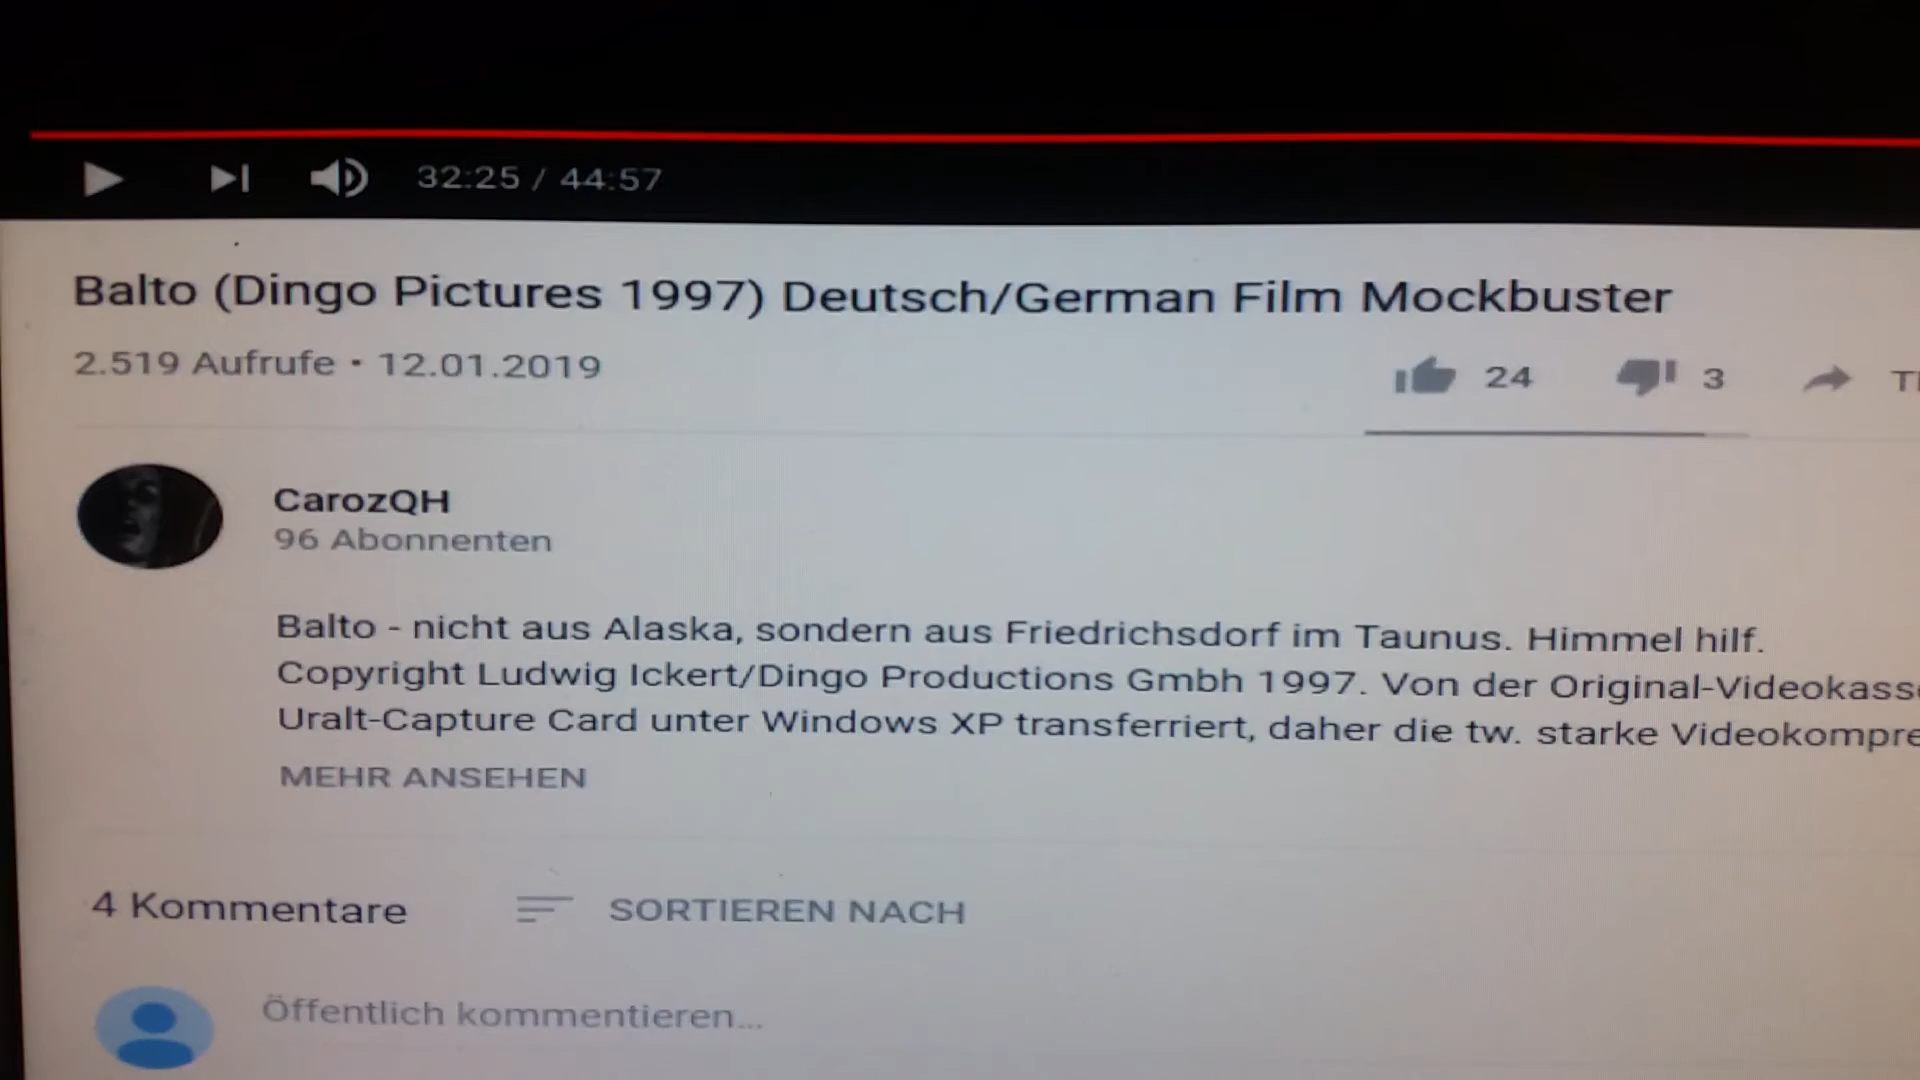 32:25 / 44:57
Balto (Dingo Pictures 1997) Deutsch/German Film Mockbuster
2.519 Aufrufe • 12.01.2019
24 3
CarozQH
96 Abonnenten
Balto - nicht aus Alaska, sondern aus Friedrichsdorf im Taunus. Himmel hilf.
Copyright Ludwig Ickert/Dingo Productions Gmbh 1997. Von der
Uralt-Capture Card unter Windows XP transferriert, daher die tw. starke
MEHR ANSEHEN
4 Kommentare SORTIEREN NACH
Öffentlich kommentieren...